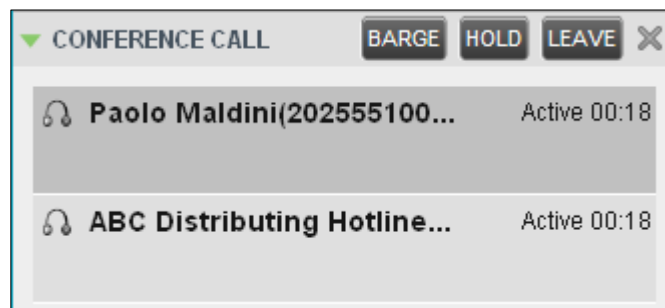 CONFERENCE CALL BARGE HOLD LEAVE
Paolo Maldini(202555100... Active 00:18
ABC Distributing Hotline... Active 00:18